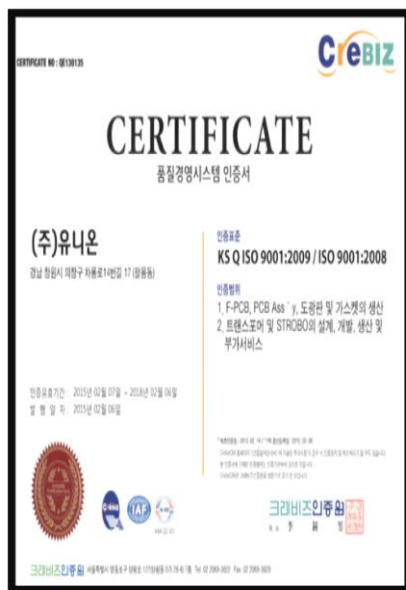 CERTIFICATE NO : QE130135
CreBIZ
CERTIFICATE
품질경영시스템 인증서
(주)유니온
경남 창원시 의창구 차룡로14번길 17 (팔용동)
인증표준
KS Q ISO 9001:2009 / ISO 9001:2008
인증범위
1. F-PCB, PCB Ass`y, 도광판 및 가스켓의 생산
2. 트랜스포머 및 STROBO의 설계, 개발, 생산 및
부가서비스
인증유효기간 : 2015년 02월 07일 ~ 2018년 02월 06일
발 행 일 자 : 2015년 02월 06일
IAF
크레비즈인증원
크레비즈인증원